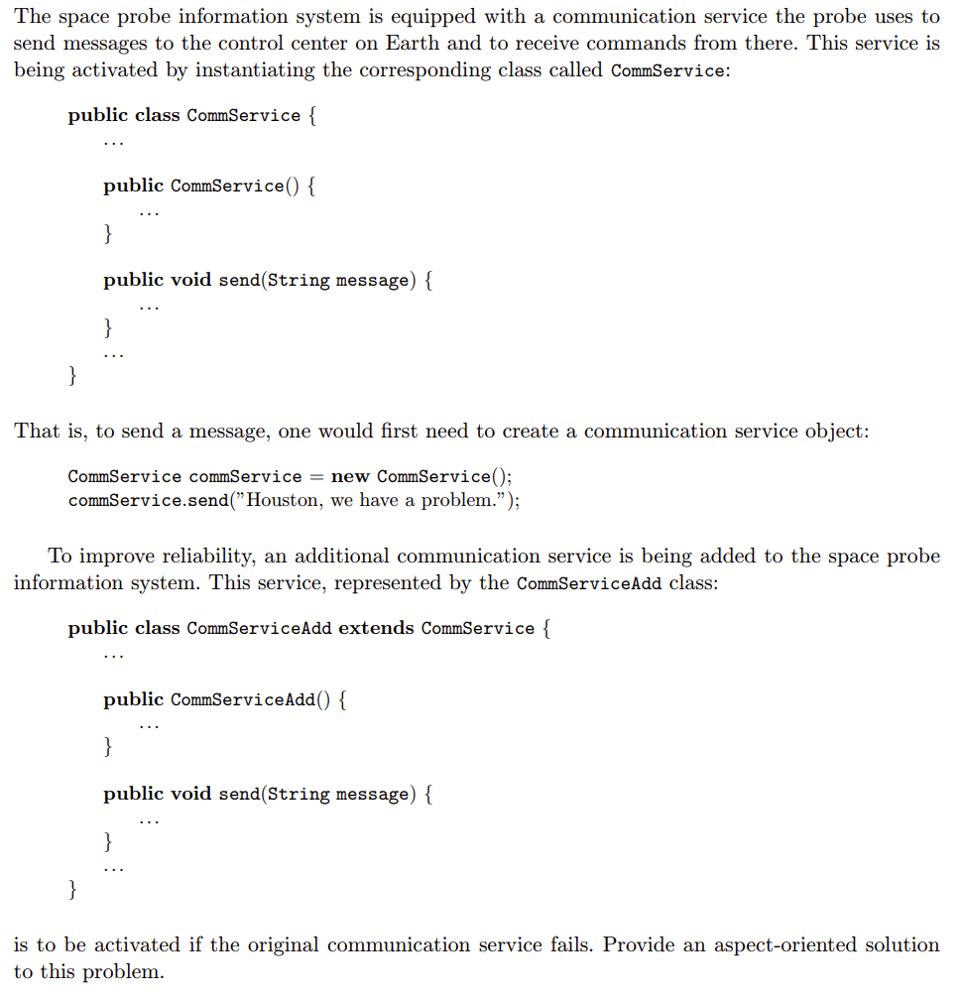 The space probe information system is equipped with a communication service the probe uses to
send messages to the control center on Earth and to receive commands from there. This service is
being activated by instantiating the corresponding class called CommService:
public class CommService {
...
public CommService() {
...
}
public void send(String message) {
...
}
...
}
That is, to send a message, one would first need to create a communication service object:
CommService commService = new CommService();
commService.send(”Houston, we have a problem.”);
To improve reliability, an additional communication service is being added to the space probe
information system. This service, represented by the CommServiceAdd class:
public class CommServiceAdd extends CommService {
...
public CommServiceAdd() {
...
}
public void send(String message) {
...
}
...
}
is to be activated if the original communication service fails. Provide an aspect-oriented solution
to this problem.